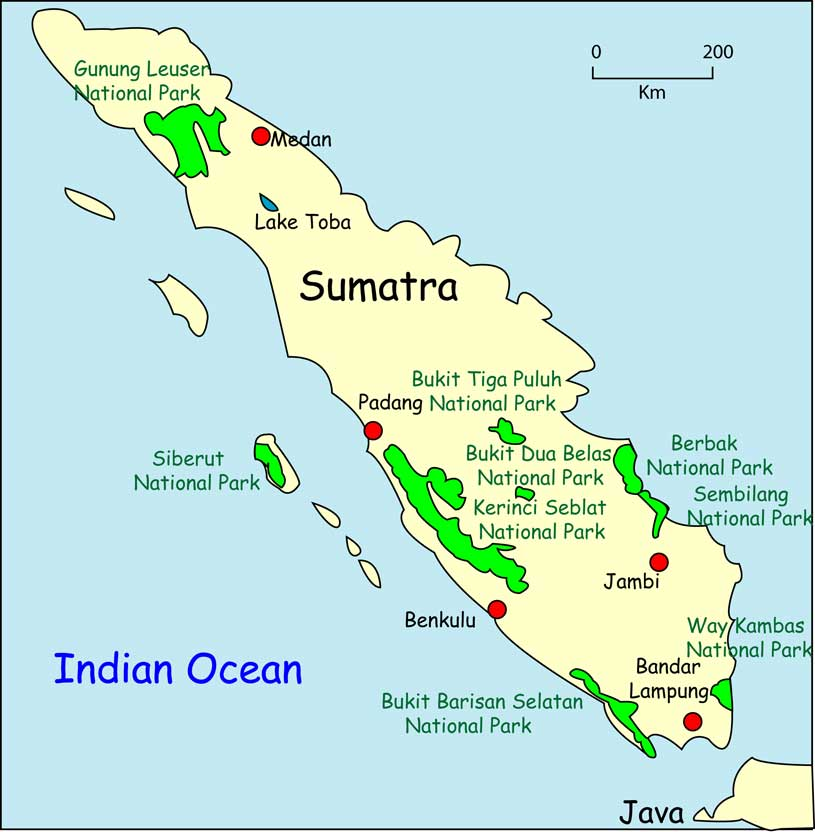 0 200
Km
Gunung Leuser
National Park
Medan
Lake Toba
Sumatra
Bukit Tiga Puluh
National Park
Padang
Bukit Dua Belas
National Park
Berbak
National Park
Siberut
National Park
Sembilang
National Park
Kerinci Seblat
National Park
Jambi
Benkulu
Way Kambas
National Park
Indian Ocean
Bandar
Lampung
Bukit Barisan Selatan
National Park
Java